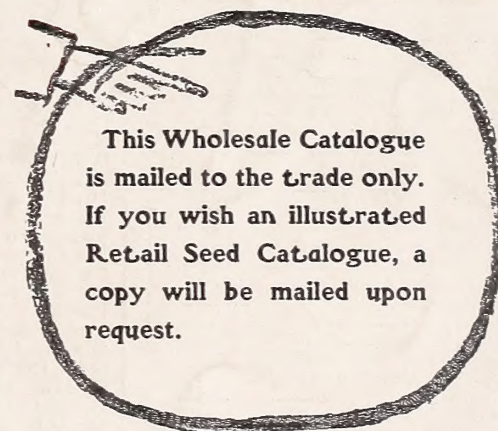 This Wholesale Catalogue
is mailed to the trade only.
If you wish an illustrated
Retail Seed Catalogue, a
copy will be mailed upon
request.